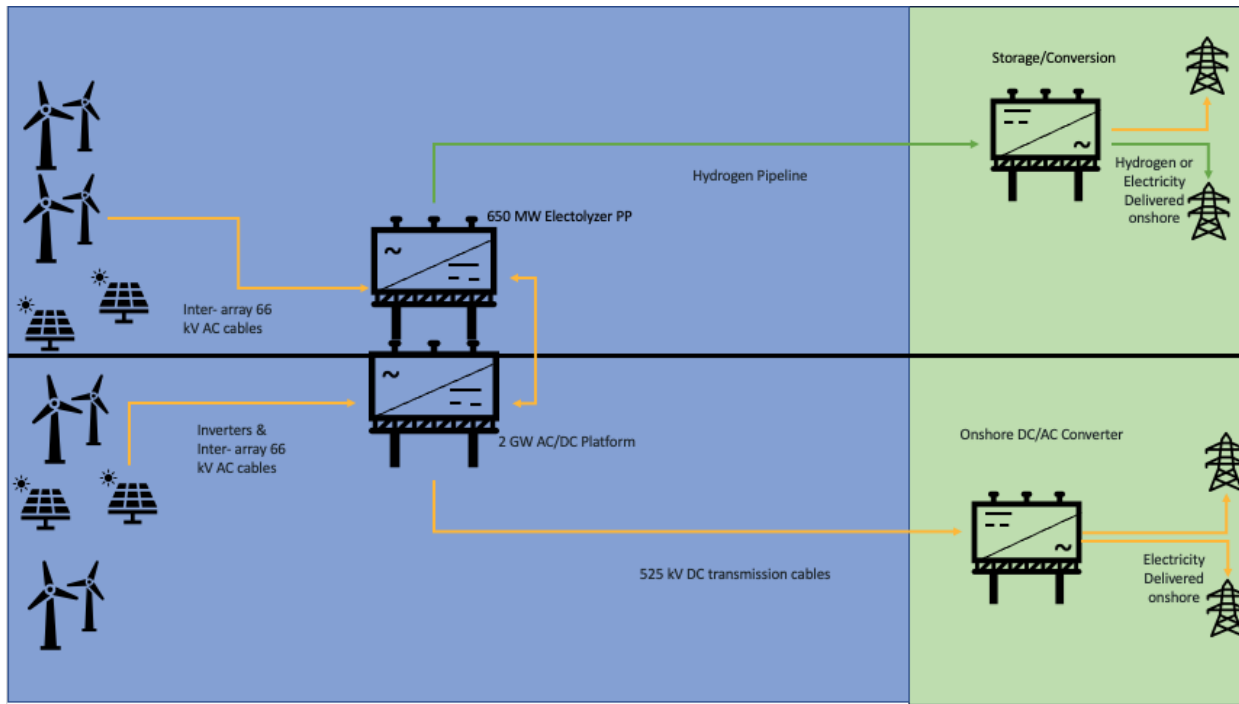 Storage/Conversion
Hydrogen Pipeline
Hydrogen or
Electricity
Delivered
onshore
650 MW Electolyzer PP
Inter- array 66
kV AC cables
Inverters &
Inter- array 66
kV AC cables
2 GW AC/DC Platform
Onshore DC/AC Converter
525 kV DC transmission cables
Electricity
Delivered
onshore